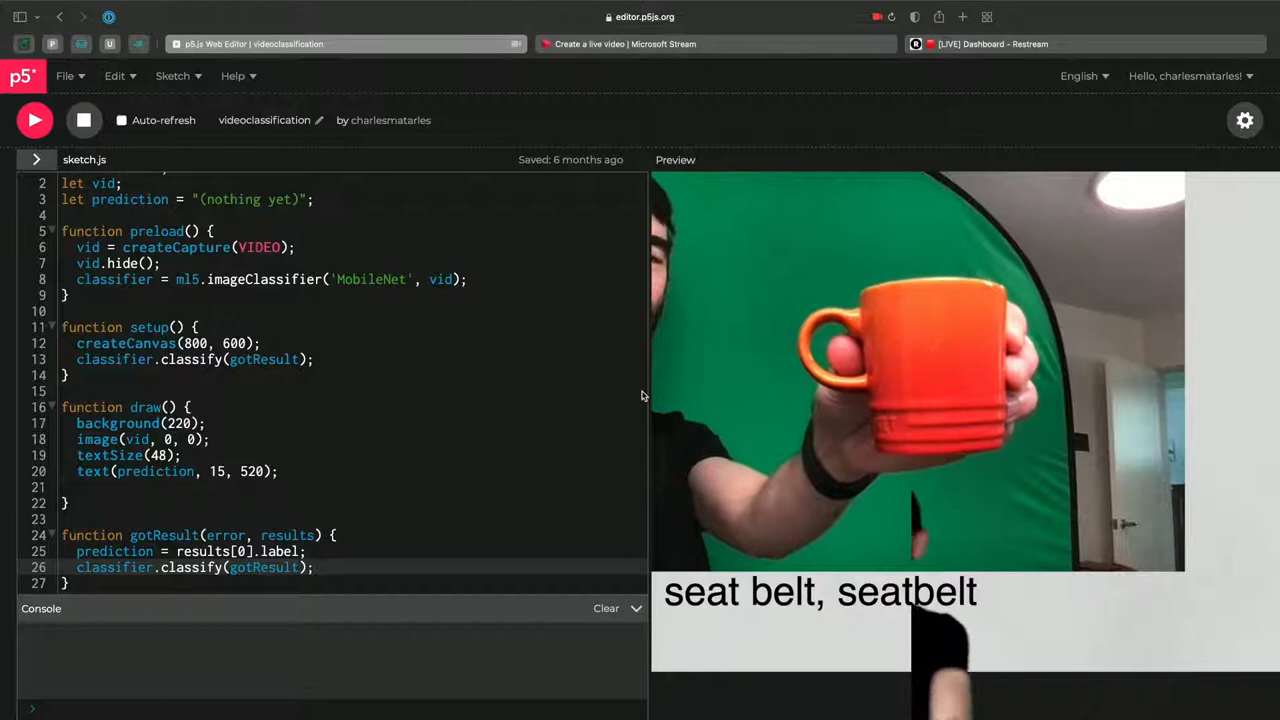 editor.p5js.org
P
U
p5.js Web Editor | videoclassification
Create a live video | Microsoft Stream
R
[LIVE] Dashboard - Restream
p5*
File
Edit
Sketch
Help
English
Hello, charlesmatarles!
Auto-refresh
videoclassification
by charlesmatarles
sketch.js
Saved: 6 months ago
Preview
2 let vid;
3 let prediction = "(nothing yet)";
4
5 function preload() {
6 vid = createCapture(VIDEO);
7 vid.hide();
8 classifier = ml5.imageClassifier('MobileNet', vid);
9 }
10
11 function setup() {
12 createCanvas(800, 600);
13 classifier.classify(gotResult);
14 }
15
16 function draw() {
17 background(220);
18 image(vid, 0, 0);
19 textSize(48);
20 text(prediction, 15, 520);
21
22 }
23
24 function gotResult(error, results) {
25 prediction = results[0].label;
26 classifier.classify(gotResult);
27 }
seat belt, seatbelt
Console
Clear
>